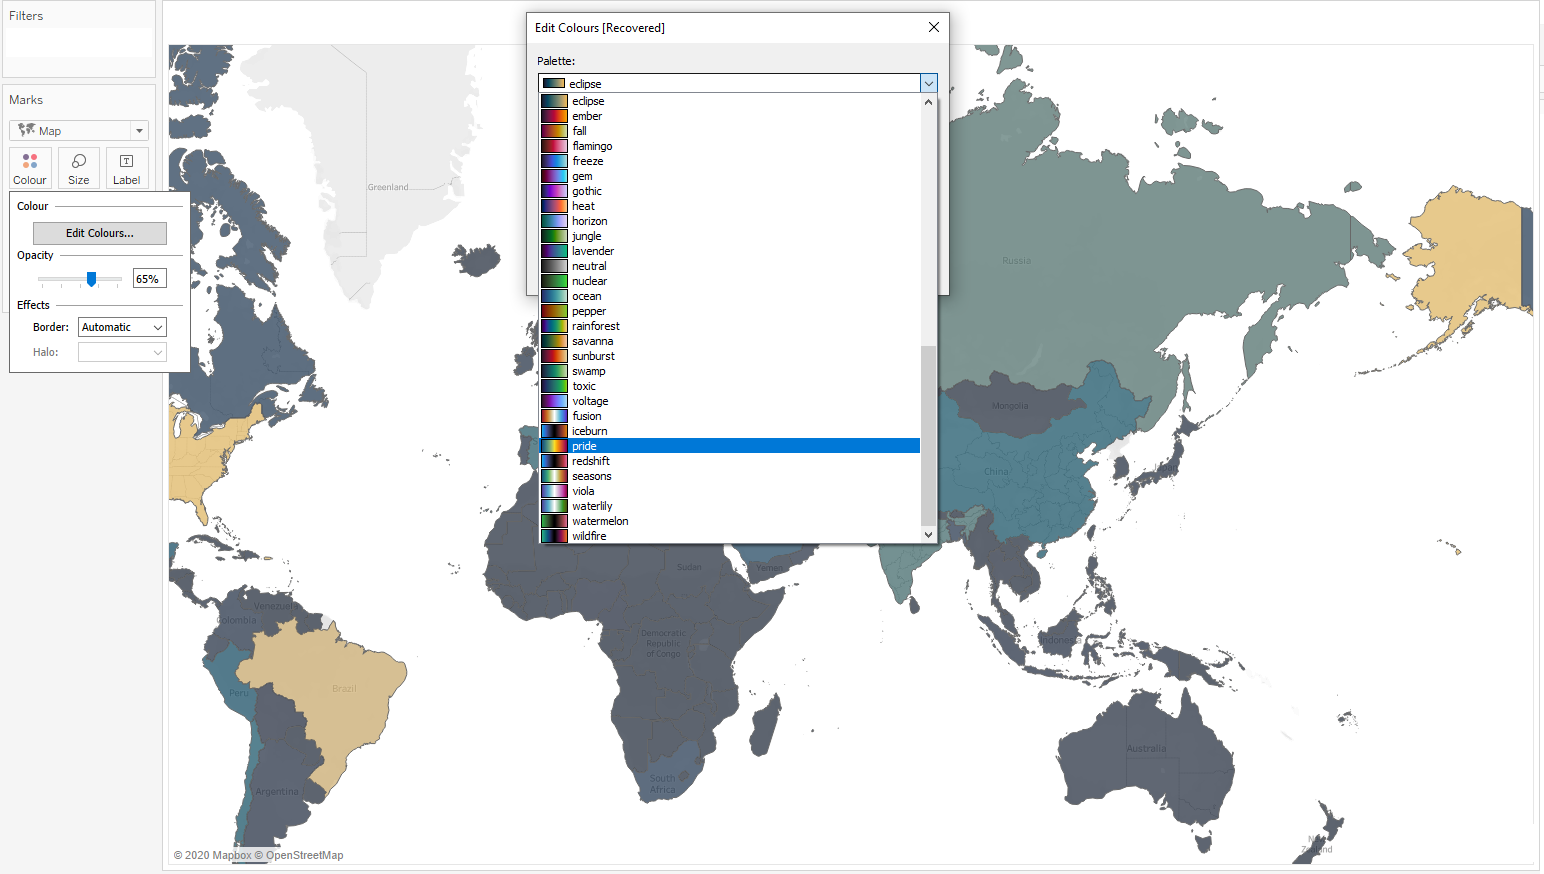 Filters
Marks
Map
Colour
Size
T
Label
Colour
Edit Colours...
Opacity
65%
Effects
Border:
Automatic
Halo:
Edit Colours [Recovered]
Palette:
eclipse
eclipse
ember
fall
flamingo
freeze
gem
gothic
heat
horizon
jungle
lavender
neutral
nuclear
ocean
pepper
rainforest
savanna
sunburst
swamp
toxic
voltage
fusion
iceburn
pride
redshift
seasons
viola
waterlily
watermelon
wildfire
Greenland
Russia
Mongolia
China
Japan
Sudan
Yemen
Venezuela
Colombia
Democratic
Republic
of Congo
Indonesia
Peru
Brazil
Australia
South
Africa
Argentina
Zealand
© 2020 Mapbox © OpenStreetMap